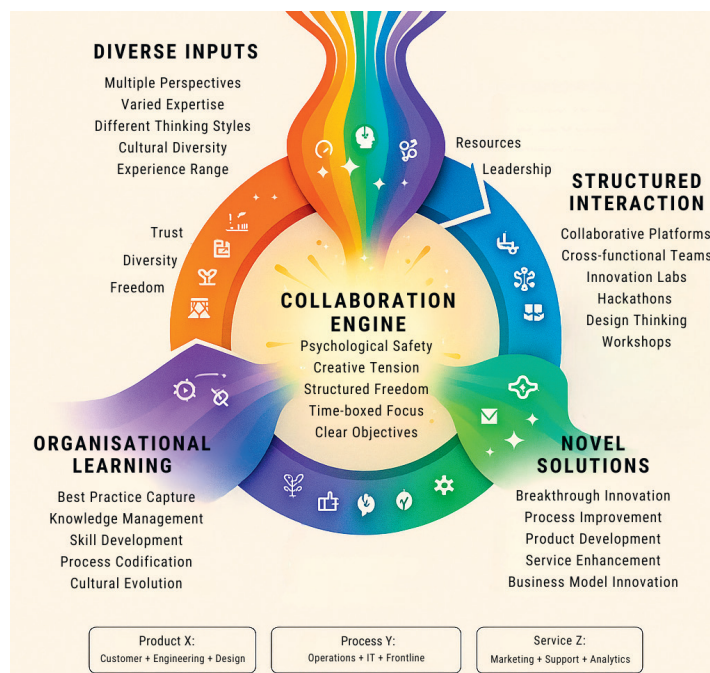 DIVERSE INPUTS
Multiple Perspectives
Varied Expertise
Different Thinking Styles
Cultural Diversity
Experience Range
Resources
Leadership
STRUCTURED
INTERACTION
Collaborative Platforms
Cross-functional Teams
Innovation Labs
Hackathons
Design Thinking
Workshops
Trust
Diversity
Freedom
COLLABORATION
ENGINE
Psychological Safety
Creative Tension
Structured Freedom
Time-boxed Focus
Clear Objectives
ORGANISATIONAL
LEARNING
Best Practice Capture
Knowledge Management
Skill Development
Process Codification
Cultural Evolution
NOVEL
SOLUTIONS
Breakthrough Innovation
Process Improvement
Product Development
Service Enhancement
Business Model Innovation
Product X:
Customer + Engineering + Design
Process Y:
Operations + IT + Frontline
Service Z:
Marketing + Support + Analytics